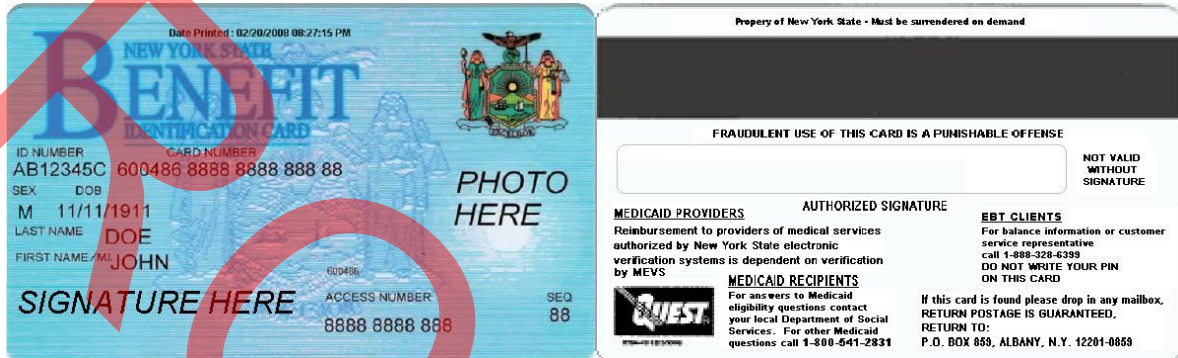 Date Printed : 02/20/2008 08:27:15 PM
NEW YORK STATE
BENEFIT
IDENTIFICATION CARD
EXCELSIOR
ID NUMBER CARD NUMBER
AB12345C 600486 8888 8888 888 88
SEX DOB
M 11/11/1911
LAST NAME DOE
FIRST NAME/M.I. JOHN
PHOTO
HERE
600486
SIGNATURE HERE
ACCESS NUMBER SEQ
8888 8888 888 88
Propery of New York State - Must be surrendered on demand
FRAUDULENT USE OF THIS CARD IS A PUNISHABLE OFFENSE
NOT VALID
WITHOUT
SIGNATURE
AUTHORIZED SIGNATURE
MEDICAID PROVIDERS
Reimbursement to providers of medical services
authorized by New York State electronic
verification systems is dependent on verification
by MEVS
MEDICAID RECIPIENTS
For answers to Medicaid
eligibility questions contact
your local Department of Social
Services. For other Medicaid
questions call 1-800-541-2831
QUEST
EBT CLIENTS
For balance information or customer
service representative
call 1-888-328-6399
DO NOT WRITE YOUR PIN
ON THIS CARD
If this card is found please drop in any mailbox,
RETURN POSTAGE IS GUARANTEED,
RETURN TO:
P.O. BOX 859, ALBANY, N.Y. 12201-0859